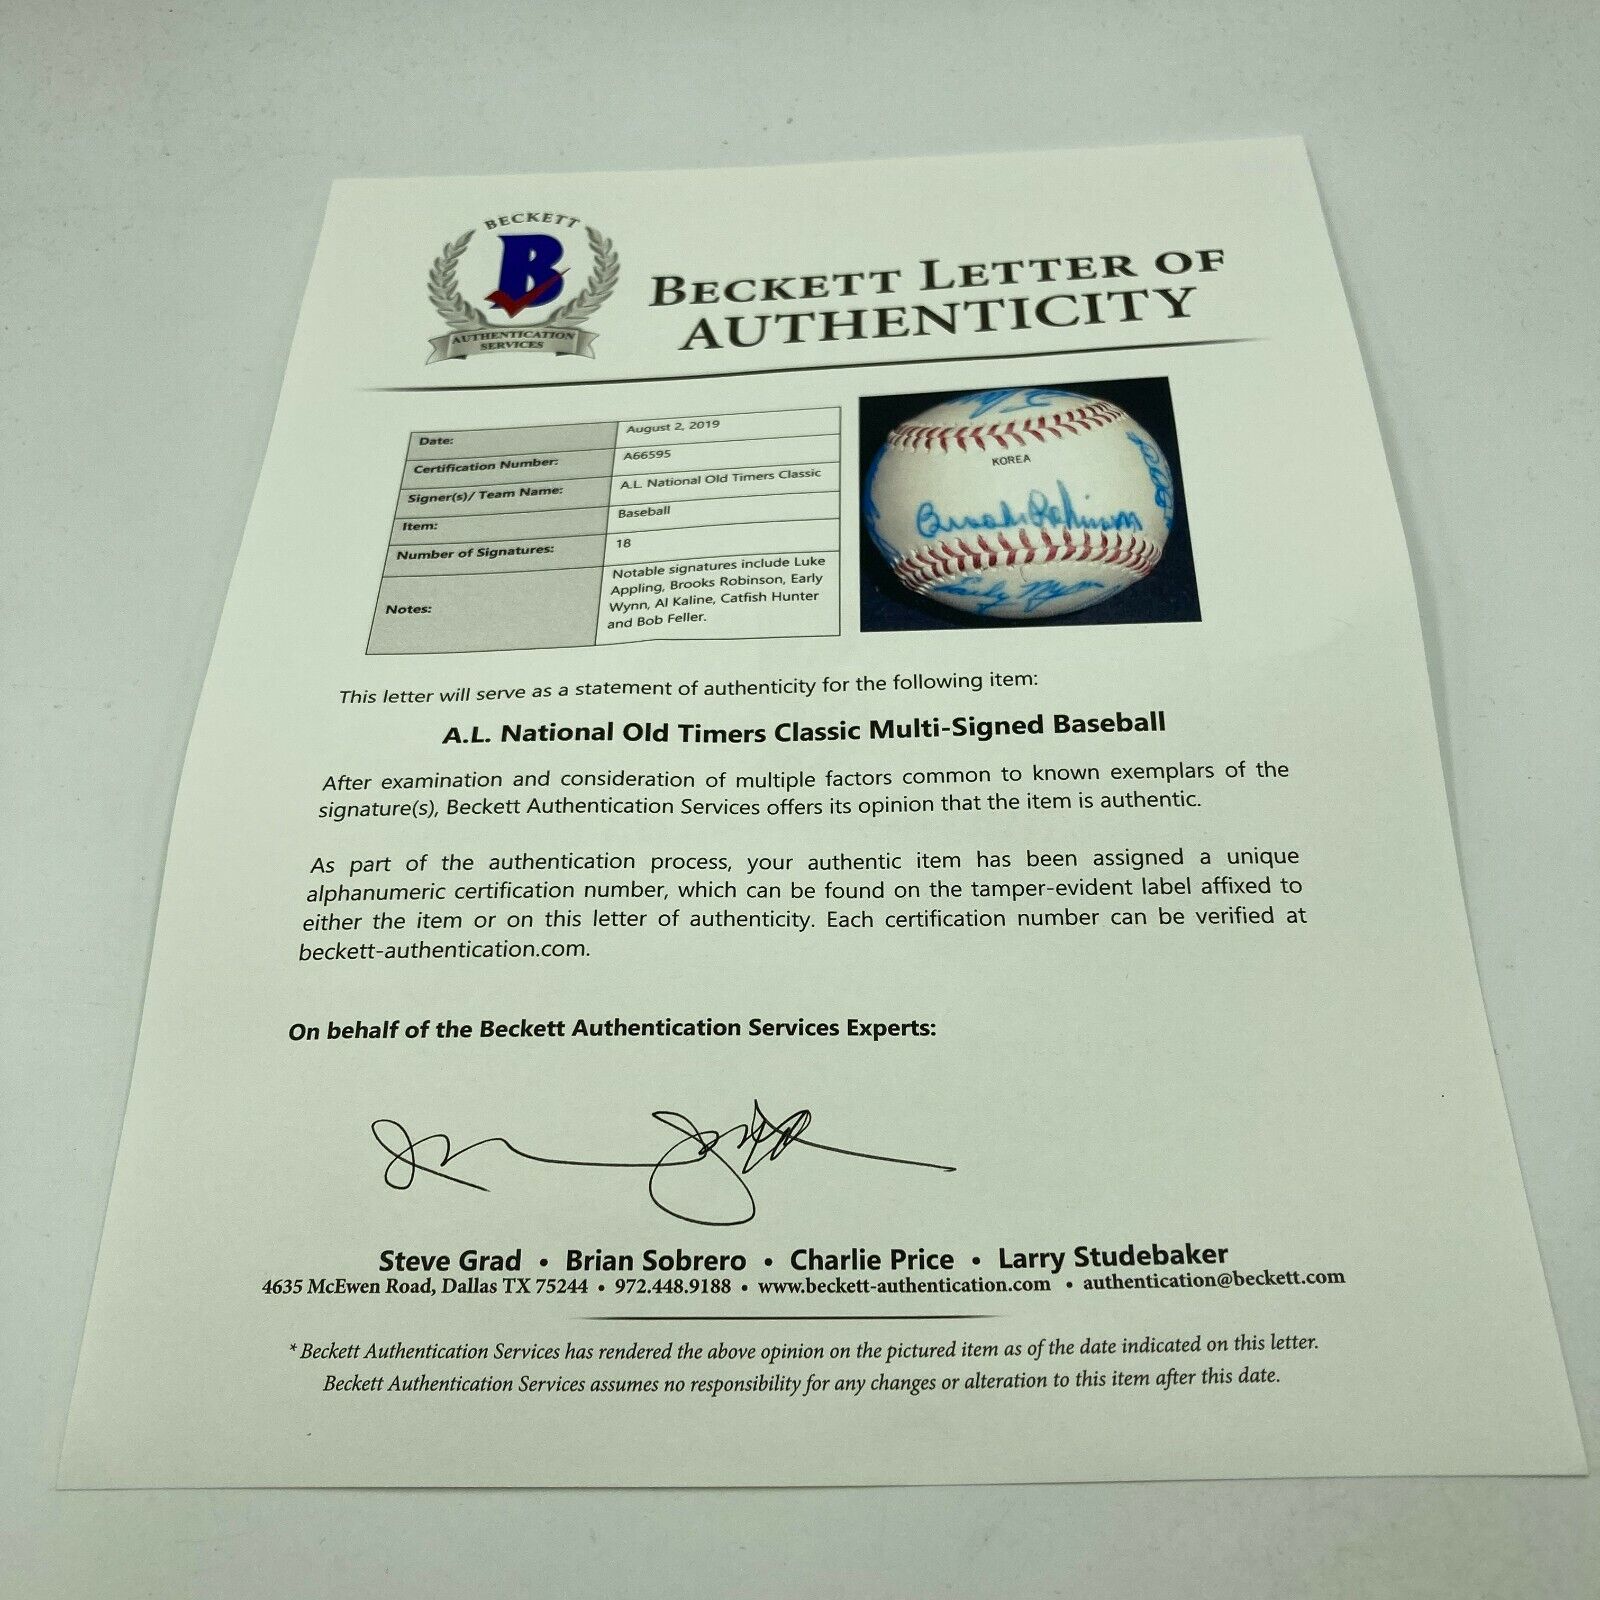 BECKETT
B
AUTHENTICATION
SERVICES
BECKETT LETTER OF
AUTHENTICITY
Date: August 2, 2019
Certification Number: A66595
Signer(s)/ Team Name: A.L. National Old Timers Classic
Item: Baseball
Number of Signatures: 18
Notes: Notable signatures include Luke
Appling, Brooks Robinson, Early
Wynn, Al Kaline, Catfish Hunter
and Bob Feller.
KOREA
Brooks Robinson
Early Wynn
This letter will serve as a statement of authenticity for the following item:
A.L. National Old Timers Classic Multi-Signed Baseball
After examination and consideration of multiple factors common to known exemplars of the
signature(s), Beckett Authentication Services offers its opinion that the item is authentic.
As part of the authentication process, your authentic item has been assigned a unique
alphanumeric certification number, which can be found on the tamper-evident label affixed to
either the item or on this letter of authenticity. Each certification number can be verified at
beckett-authentication.com.
On behalf of the Beckett Authentication Services Experts:
Steve Grad • Brian Sobrero • Charlie Price • Larry Studebaker
4635 McEwen Road, Dallas TX 75244 • 972.448.9188 • www.beckett-authentication.com • authentication@beckett.com
* Beckett Authentication Services has rendered the above opinion on the pictured item as of the date indicated on this letter.
Beckett Authentication Services assumes no responsibility for any changes or alteration to this item after this date.